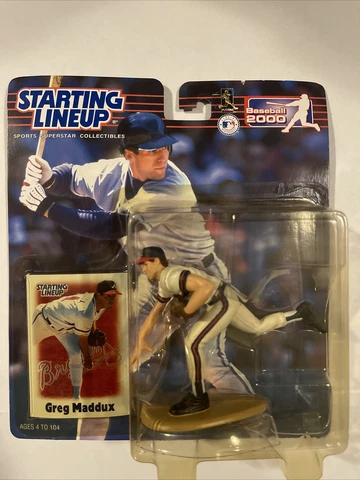 STARTING
LINEUP
SPORTS SUPERSTAR COLLECTIBLES
Baseball
2000
STARTING
LINEUP
Greg Maddux
AGES 4 TO 104